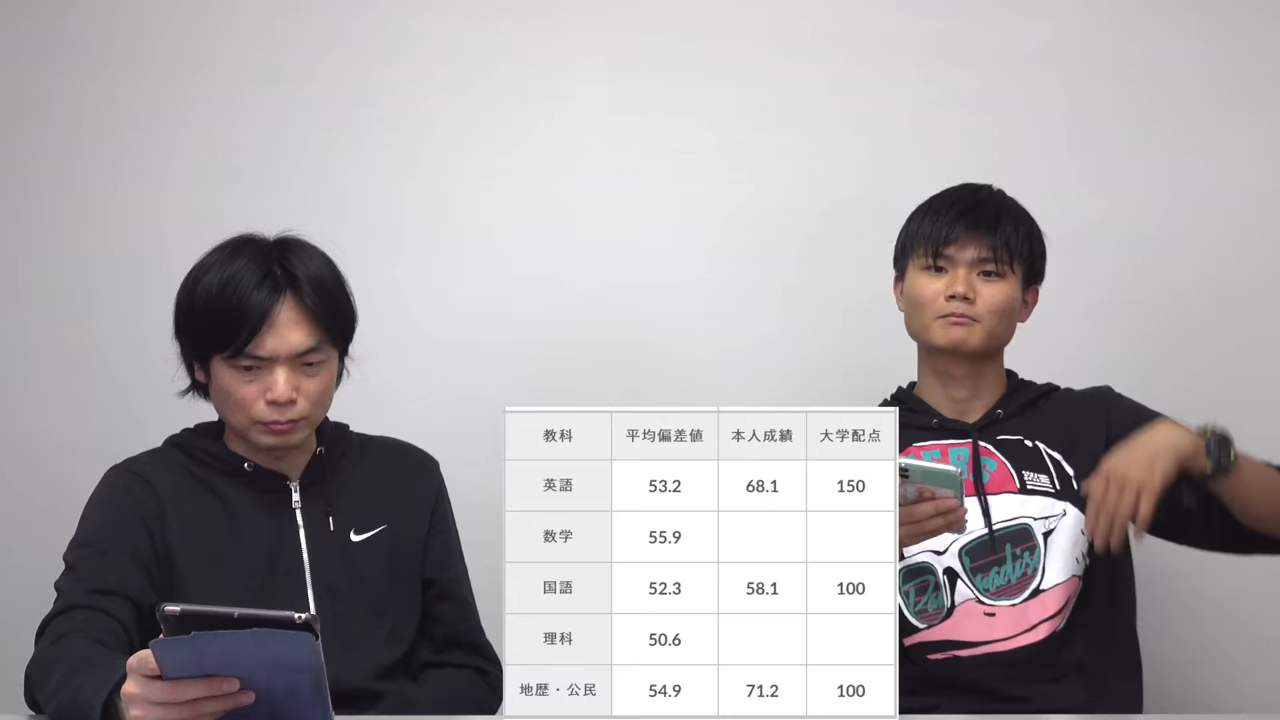 教科 平均偏差値 本人成績 大学配点
英語 53.2 68.1 150
数学 55.9
国語 52.3 58.1 100
理科 50.6
地歴・公民 54.9 71.2 100
Paradise